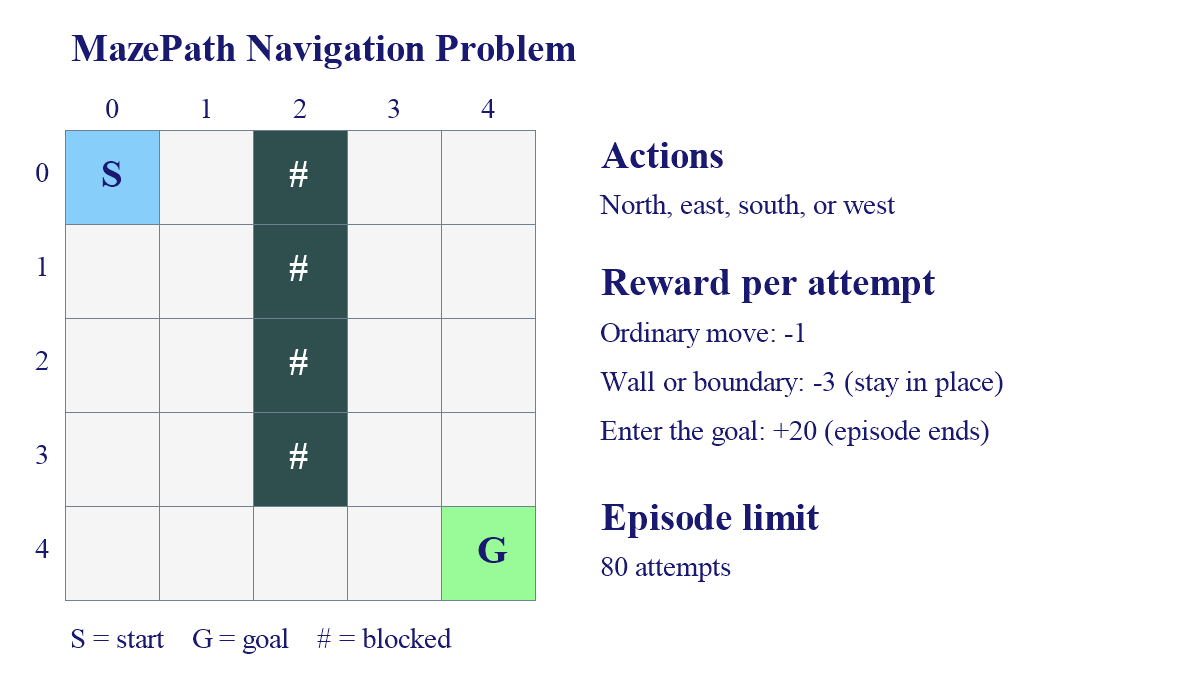 MazePath Navigation Problem
0 1 2 3 4
0 S #
1 #
2 #
3 #
4 G
S = start G = goal # = blocked
Actions
North, east, south, or west
Reward per attempt
Ordinary move: -1
Wall or boundary: -3 (stay in place)
Enter the goal: +20 (episode ends)
Episode limit
80 attempts